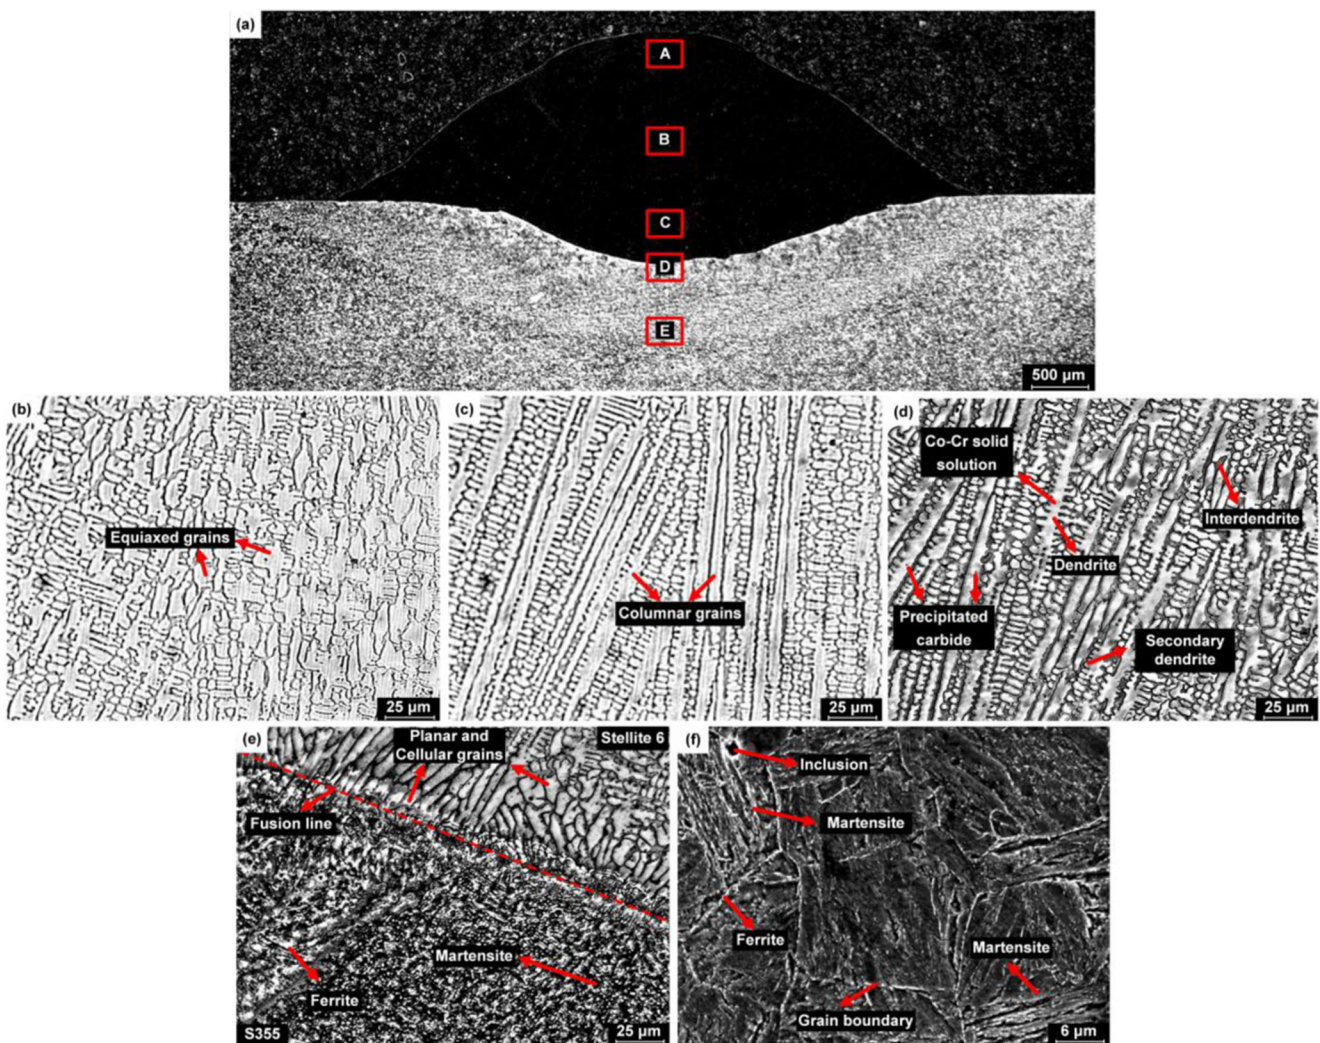 (a)
A
B
C
D
E
500 µm
(b)
Equiaxed grains
25 µm
(c)
Columnar grains
25 µm
(d)
Co-Cr solid
solution
Interdendrite
Dendrite
Precipitated
carbide
Secondary
dendrite
25 µm
(e)
Planar and
Cellular grains
Stellite 6
Fusion line
Martensite
Ferrite
S355
25 µm
(f)
Inclusion
Martensite
Ferrite
Martensite
Grain boundary
6 µm